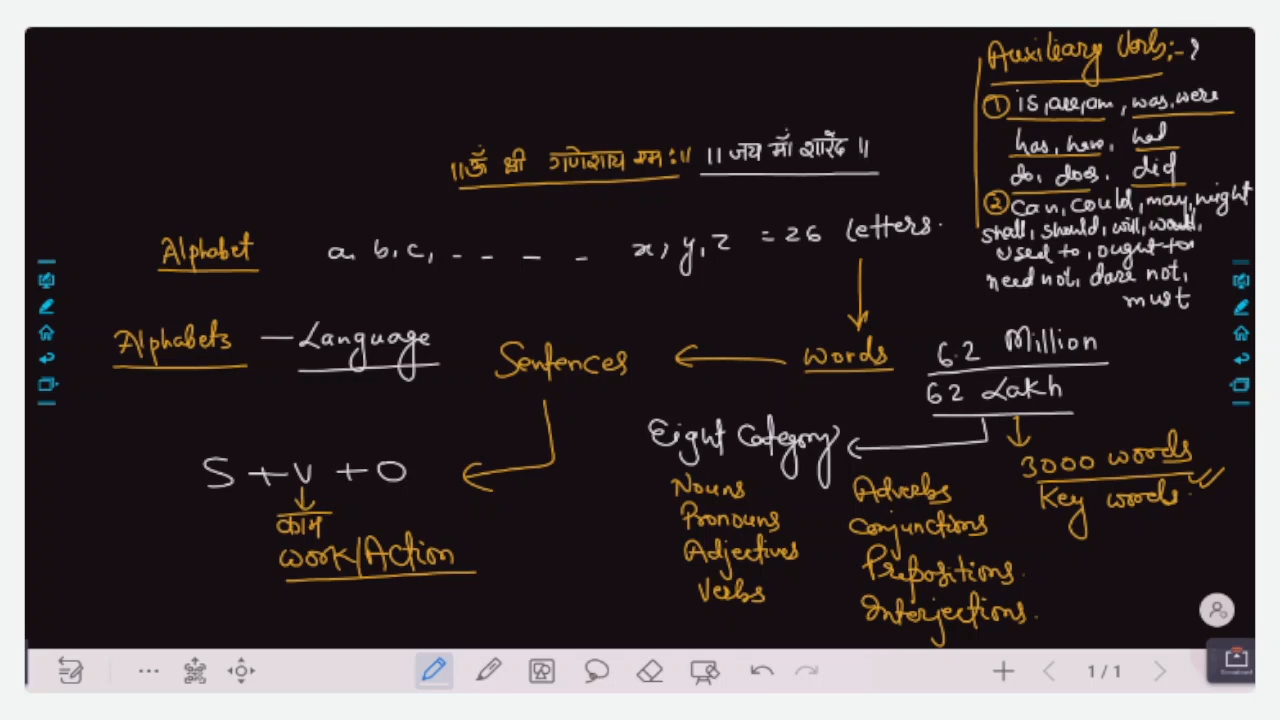 Auxiliary Verb:-
① is, are, am, was, were
has, have, had
do, does, did
② can, could, may, might
shall, should, will, would,
used to, ought to
need not, dare not,
must
॥ ॐ श्री गणेशाय नमः ॥ ॥ जय माँ शारदे ॥
Alphabet a, b, c, - - - - x, y, z = 26 letters.
Alphabets — Language
Sentences ← words
6.2 Million
62 Lakh
Eight Category
3000 words
Key words.
Nouns
Pronouns
Adjectives
Verbs
Adverbs
Conjunctions
Prepositions.
Interjections.
S + V + O
काम
work/Action
1/1